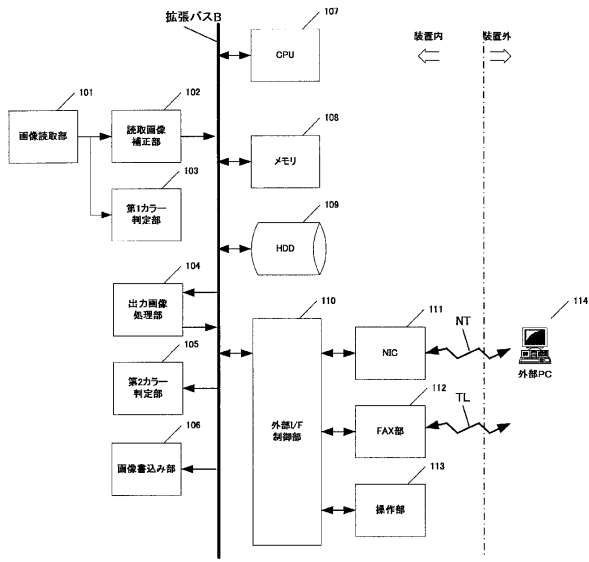 拡張バスB
107
CPU
装置内
装置外
101
画像読取部
102
読取画像
補正部
108
メモリ
103
第1カラー
判定部
109
HDD
104
出力画像
処理部
110
外部I/F
制御部
111
NIC
NT
114
外部PC
105
第2カラー
判定部
112
FAX部
TL
106
画像書込み部
113
操作部